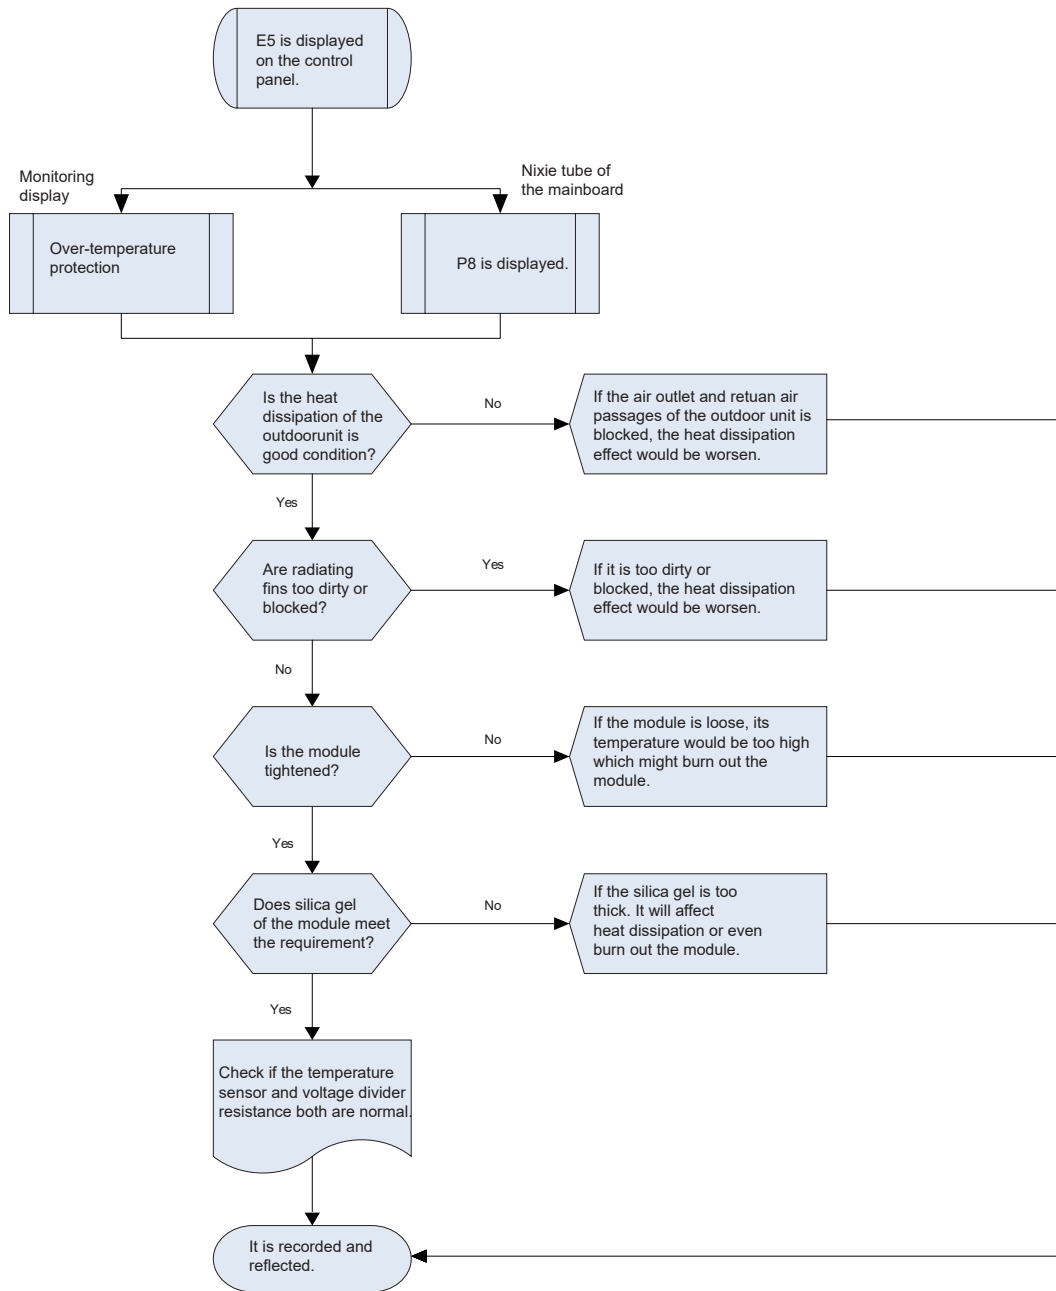 E5 is displayed
on the control
panel.
Monitoring
display
Nixie tube of
the mainboard
Over-temperature
protection
P8 is displayed.
Is the heat
dissipation of the
outdoorunit is
good condition?
No
If the air outlet and retuan air
passages of the outdoor unit is
blocked, the heat dissipation
effect would be worsen.
Yes
Are radiating
fins too dirty or
blocked?
Yes
If it is too dirty or
blocked, the heat dissipation
effect would be worsen.
No
Is the module
tightened?
No
If the module is loose, its
temperature would be too high
which might burn out the
module.
Yes
Does silica gel
of the module meet
the requirement?
No
If the silica gel is too
thick. It will affect
heat dissipation or even
burn out the module.
Yes
Check if the temperature
sensor and voltage divider
resistance both are normal.
It is recorded and
reflected.